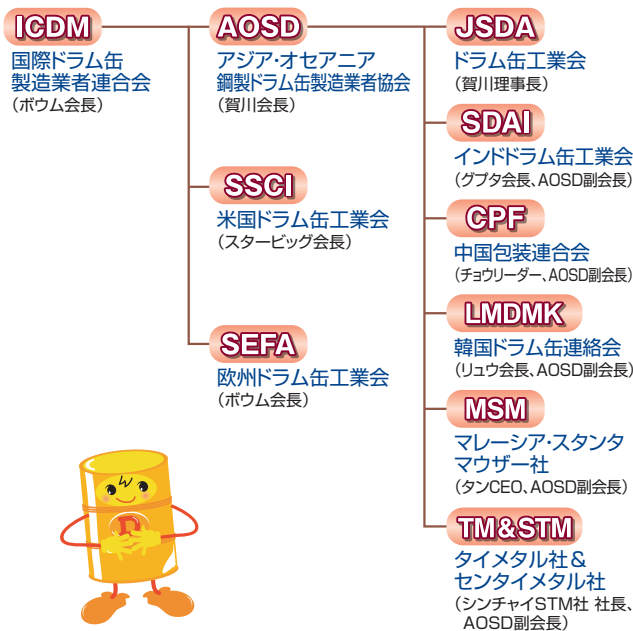 ICDM
国際ドラム缶
製造業者連合会
（ボウム会長）
AOSD
アジア・オセアニア
鋼製ドラム缶製造業者協会
（賀川会長）
SSCI
米国ドラム缶工業会
（スタービッグ会長）
SEFA
欧州ドラム缶工業会
（ボウム会長）
JSDA
ドラム缶工業会
（賀川理事長）
SDAI
インドドラム缶工業会
（グプタ会長、AOSD副会長）
CPF
中国包装連合会
（チョウリーダー、AOSD副会長）
LMDMK
韓国ドラム缶連絡会
（リュウ会長、AOSD副会長）
MSM
マレーシア・スタンタ
マウザー社
（タンCEO、AOSD副会長）
TM&STM
タイメタル社＆
センタイメタル社
（シンチャイSTM社 社長、
AOSD副会長）
D